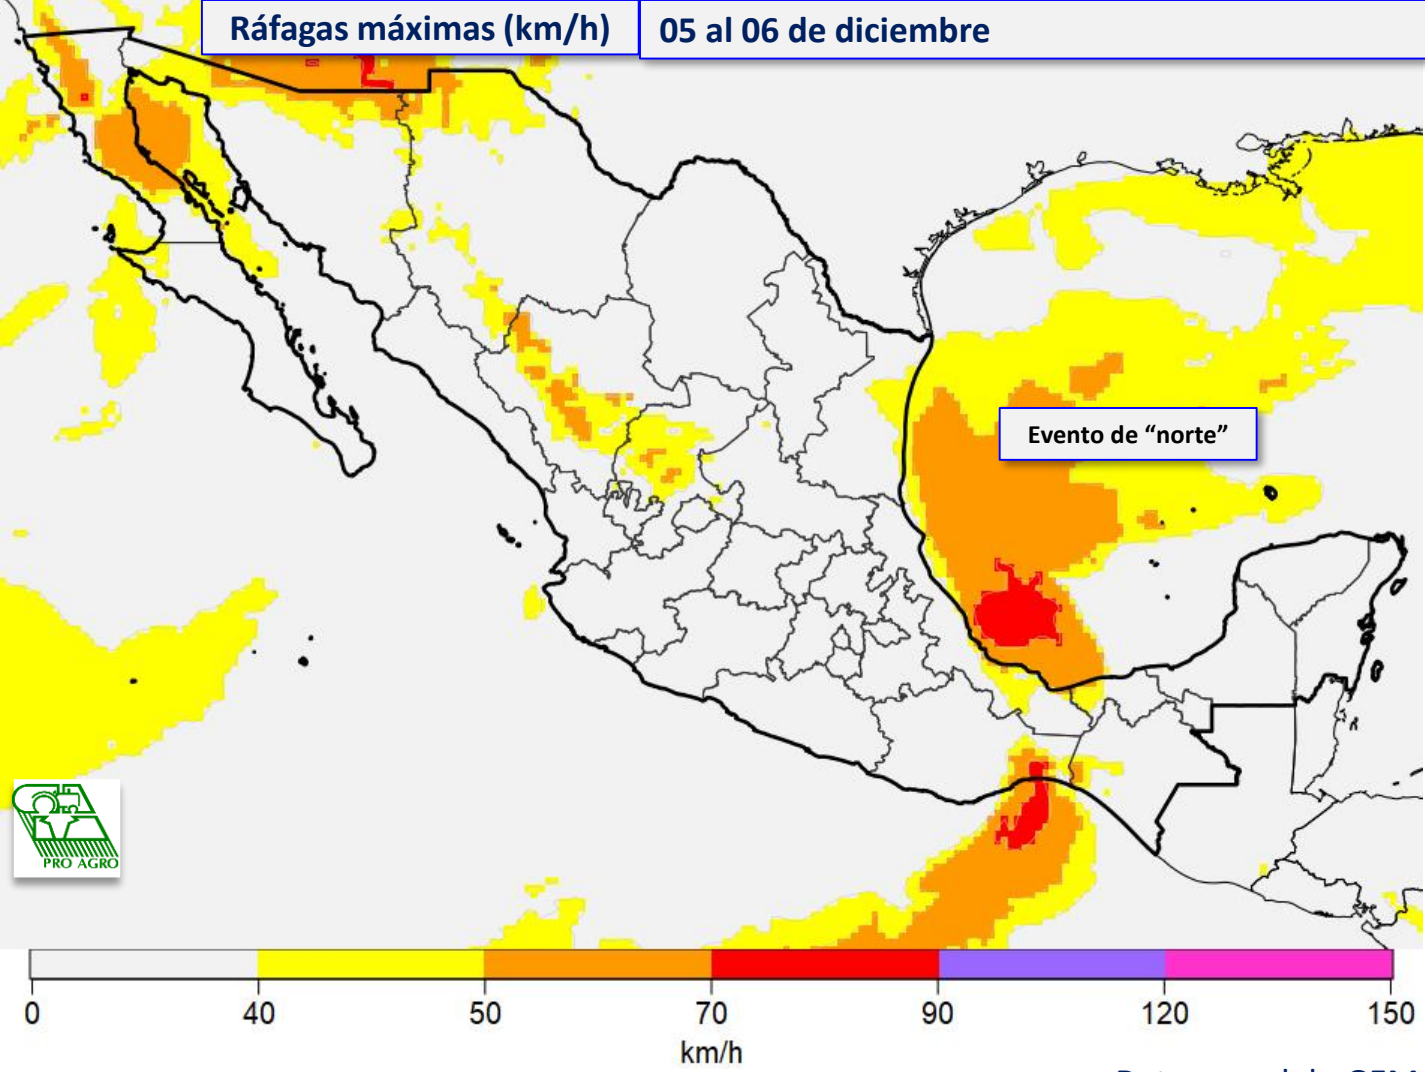 Ráfagas máximas (km/h)
05 al 06 de diciembre
Evento de “norte”
PRO AGRO
0 40 50 70 90 120 150
km/h